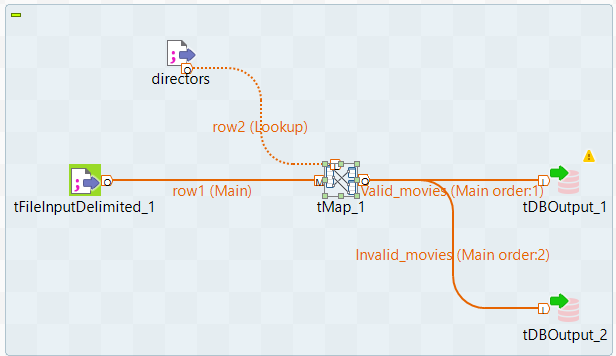 directors
row2 (Lookup)
tFileInputDelimited_1
row1 (Main)
tMap_1
Valid_movies (Main order:1)
tDBOutput_1
Invalid_movies (Main order:2)
tDBOutput_2